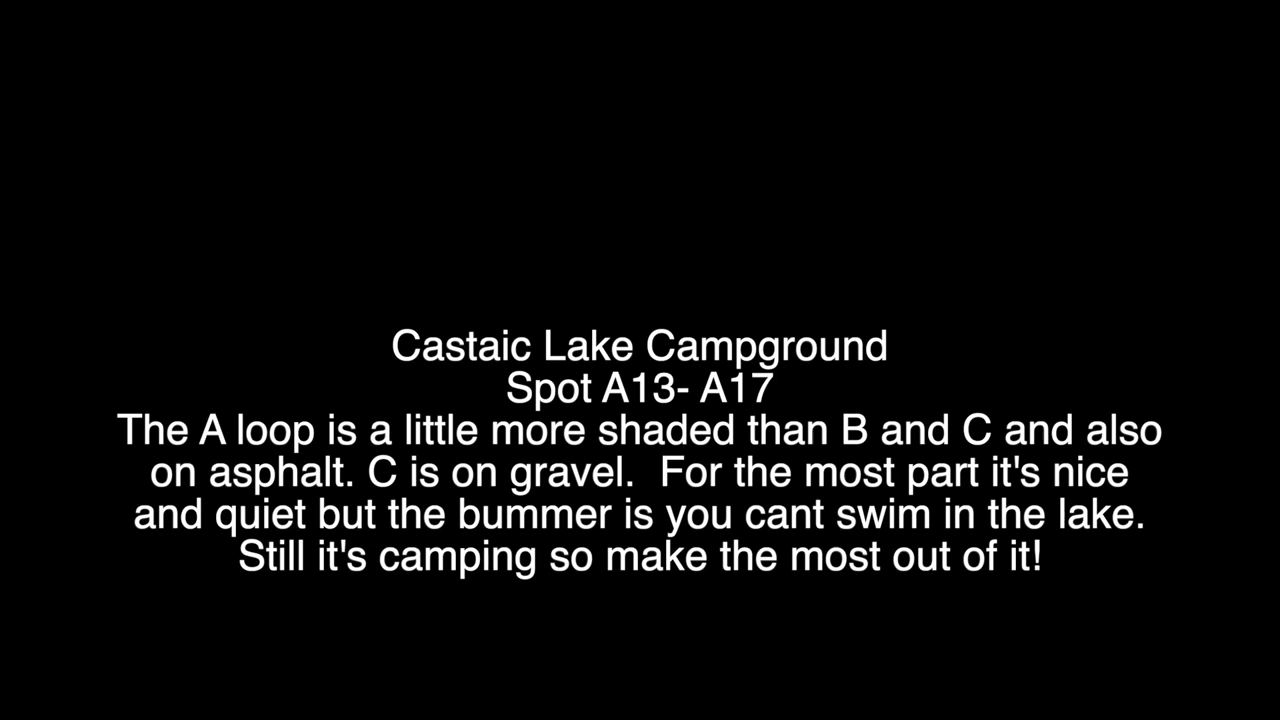 Castaic Lake Campground
Spot A13- A17
The A loop is a little more shaded than B and C and also
on asphalt. C is on gravel.  For the most part it's nice
and quiet but the bummer is you cant swim in the lake.
Still it's camping so make the most out of it!